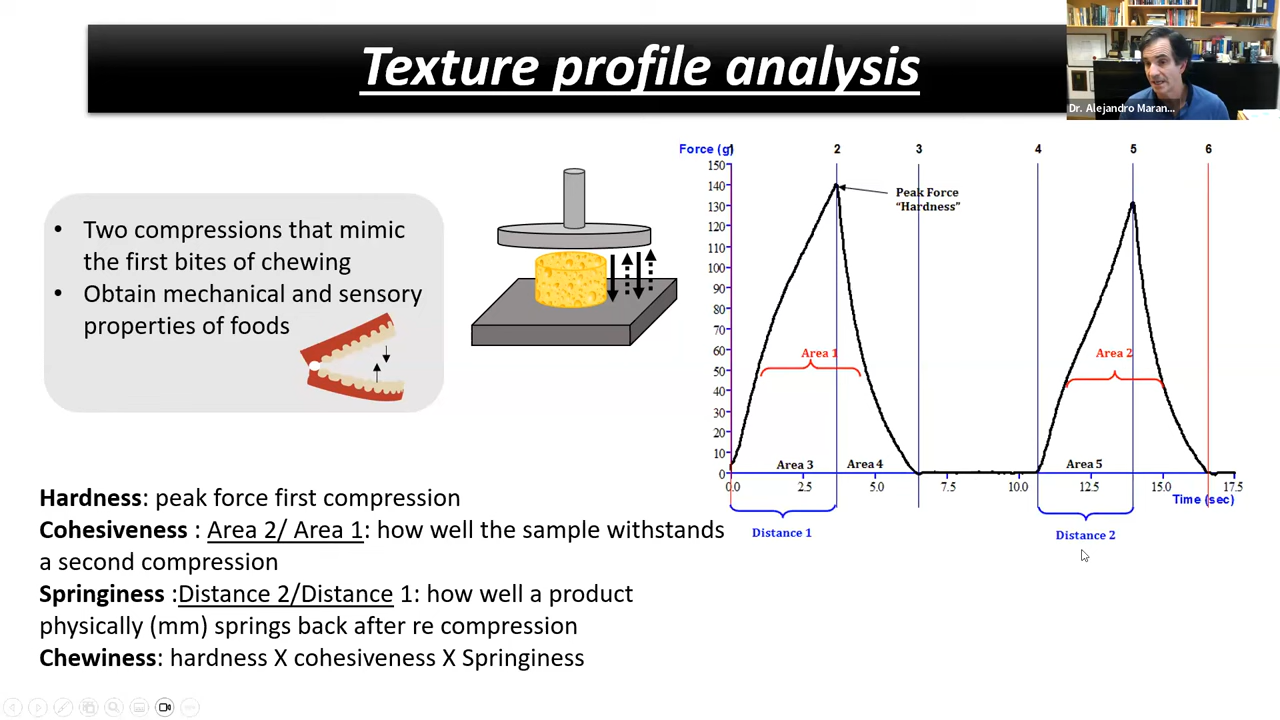 Texture profile analysis
Dr. Alejandro Maran...
• Two compressions that mimic
the first bites of chewing
• Obtain mechanical and sensory
properties of foods
Force (g)
1 2 3 4 5 6
150
140
130
120
110
100
90
80
70
60
50
40
30
20
10
0
Peak Force
“Hardness”
Area 1
Area 2
Area 3
Area 4
Area 5
0.0 2.5 5.0 7.5 10.0 12.5 15.0 17.5
Time (sec)
Distance 1
Distance 2
Hardness: peak force first compression
Cohesiveness : Area 2/ Area 1: how well the sample withstands
a second compression
Springiness :Distance 2/Distance 1: how well a product
physically (mm) springs back after re compression
Chewiness: hardness X cohesiveness X Springiness